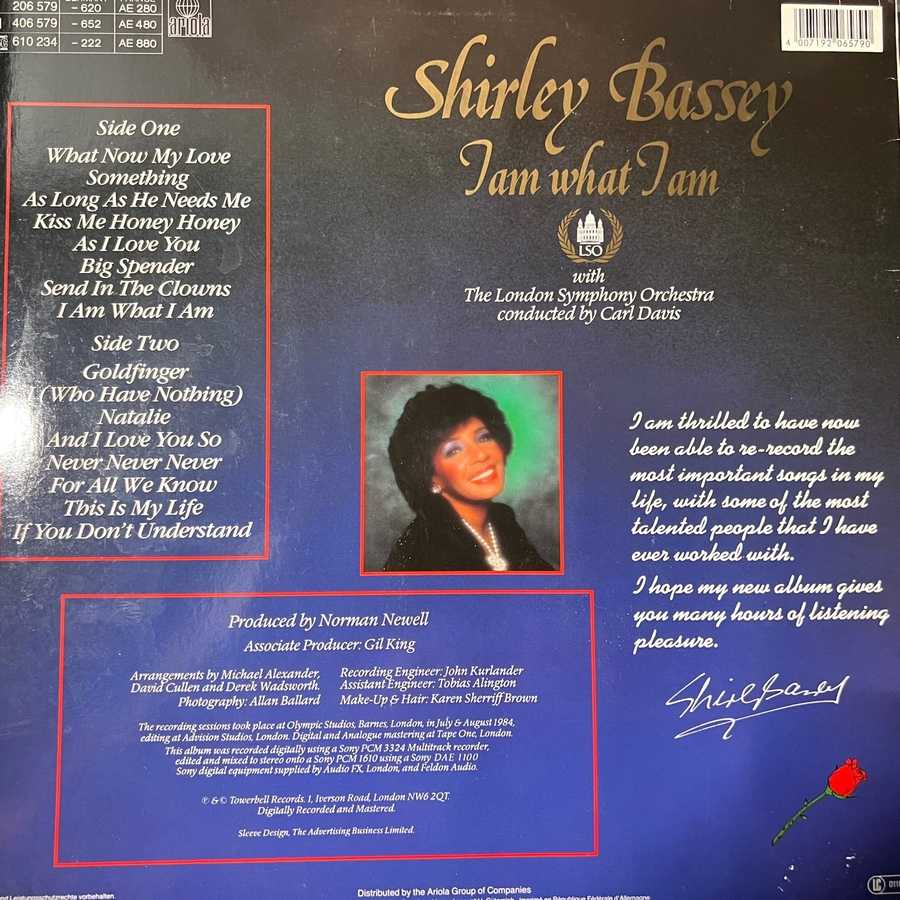 206 579 - 620 AE 280
406 579 - 652 AE 480
610 234 - 222 AE 880
ariola
4 007192 065790
Shirley Bassey
I am what I am
LSO
with
The London Symphony Orchestra
conducted by Carl Davis
Side One
What Now My Love
Something
As Long As He Needs Me
Kiss Me Honey Honey
As I Love You
Big Spender
Send In The Clowns
I Am What I Am
Side Two
Goldfinger
I (Who Have Nothing)
Natalie
And I Love You So
Never Never Never
For All We Know
This Is My Life
If You Don't Understand
I am thrilled to have now
been able to re-record the
most important songs in my
life, with some of the most
talented people that I have
ever worked with.
I hope my new album gives
you many hours of listening
pleasure.
Shirley Bassey
Produced by Norman Newell
Associate Producer: Gil King
Arrangements by Michael Alexander,
David Cullen and Derek Wadsworth.
Photography: Allan Ballard
Recording Engineer: John Kurlander
Assistant Engineer: Tobias Alington
Make-Up & Hair: Karen Sherriff Brown
The recording sessions took place at Olympic Studios, Barnes, London, in July & August 1984,
editing at Advision Studios, London. Digital and Analogue mastering at Tape One, London.
This album was recorded digitally using a Sony PCM 3324 Multitrack recorder,
edited and mixed to stereo onto a Sony PCM 1610 using a Sony DAE 1100
Sony digital equipment supplied by Audio FX, London, and Feldon Audio.
℗ & © Towerbell Records. 1, Iverson Road, London NW6 2QT.
Digitally Recorded and Mastered.
Sleeve Design, The Advertising Business Limited.
Distributed by the Ariola Group of Companies
nd Leistungsschutzrechte vorbehalten.
LC 011